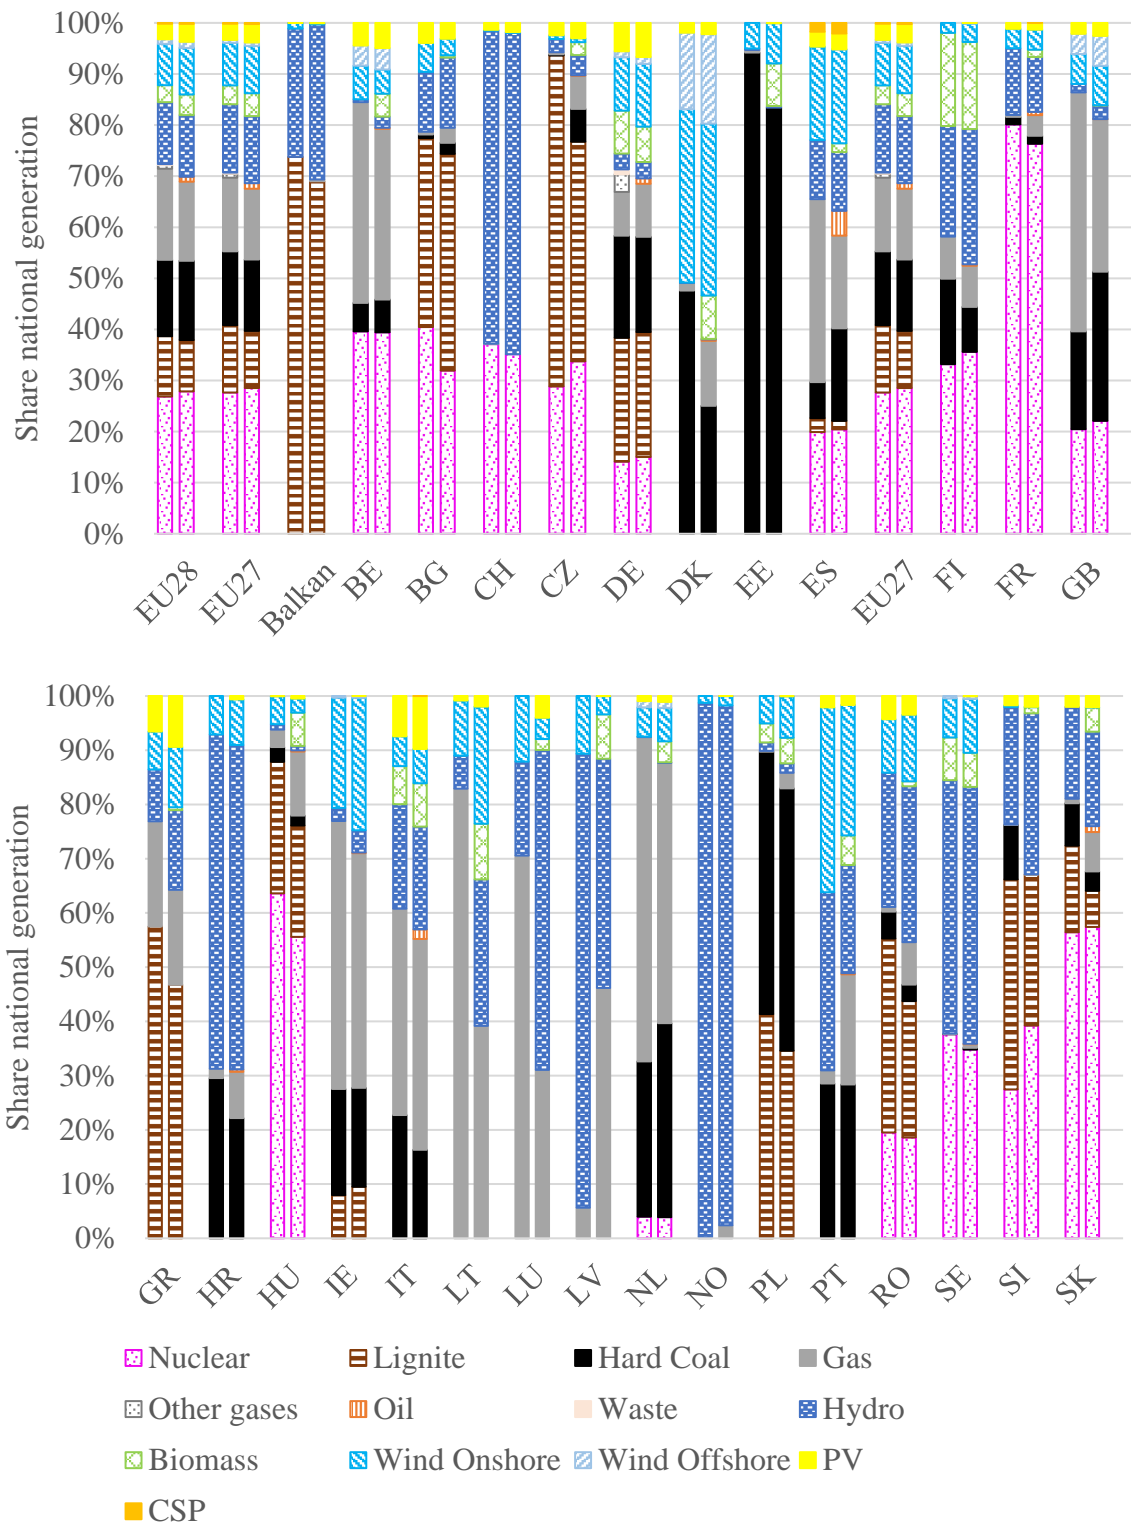 Share national generation
100%
90%
80%
70%
60%
50%
40%
30%
20%
10%
0%
EU28
EU27
Balkan
BE
BG
CH
CZ
DE
DK
EE
ES
EU27
FI
FR
GB
Share national generation
100%
90%
80%
70%
60%
50%
40%
30%
20%
10%
0%
GR
HR
HU
IE
IT
LT
LU
LV
NL
NO
PL
PT
RO
SE
SI
SK
Nuclear Lignite Hard Coal Gas
Other gases Oil Waste Hydro
Biomass Wind Onshore Wind Offshore PV
CSP